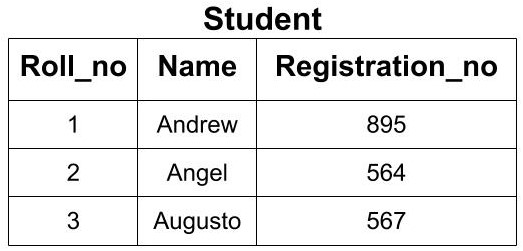 Student
Roll_no Name Registration_no
1 Andrew 895
2 Angel 564
3 Augusto 567